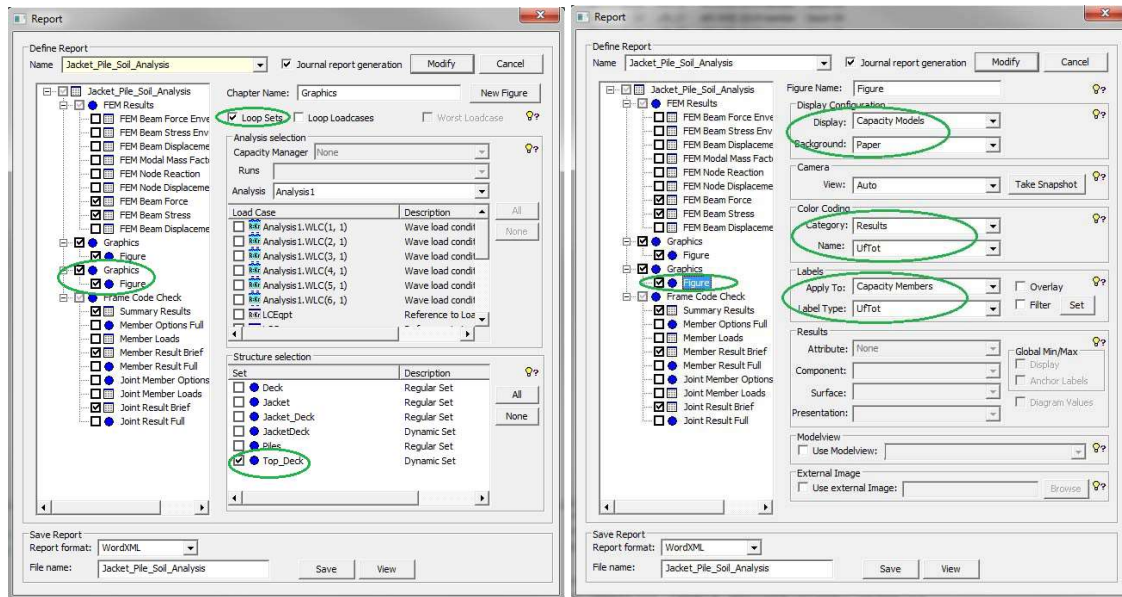 Report
Define Report
Name Jacket_Pile_Soil_Analysis Journal report generation Modify Cancel
Jacket_Pile_Soil_Analysis
FEM Results
FEM Beam Force Enve
FEM Beam Stress Env
FEM Beam Displaceme
FEM Modal Mass Fact
FEM Node Reaction
FEM Node Displaceme
FEM Beam Force
FEM Beam Stress
FEM Beam Displaceme
Graphics
Figure
Graphics
Figure
Frame Code Check
Summary Results
Member Options Full
Member Loads
Member Result Brief
Member Result Full
Joint Member Options
Joint Member Loads
Joint Result Brief
Joint Result Full
Chapter Name: Graphics New Figure
Loop Sets Loop Loadcases Worst Loadcase
Analysis selection
Capacity Manager None
Runs
Analysis Analysis1
Load Case Description All
Analysis1.WLC(1, 1) Wave load condit None
Analysis1.WLC(2, 1) Wave load condit
Analysis1.WLC(3, 1) Wave load condit
Analysis1.WLC(4, 1) Wave load condit
Analysis1.WLC(5, 1) Wave load condit
Analysis1.WLC(6, 1) Wave load condit
LCEqpt Reference to Loa
Structure selection
Set Description
Deck Regular Set All
Jacket Regular Set
Jacket_Deck Regular Set None
JacketDeck Dynamic Set
Piles Regular Set
Top_Deck Dynamic Set
Save Report
Report format: WordXML
File name: Jacket_Pile_Soil_Analysis Save View
Report
Define Report
Name Jacket_Pile_Soil_Analysis Journal report generation Modify Cancel
Jacket_Pile_Soil_Analysis
FEM Results
FEM Beam Force Enve
FEM Beam Stress Env
FEM Beam Displaceme
FEM Modal Mass Fact
FEM Node Reaction
FEM Node Displaceme
FEM Beam Force
FEM Beam Stress
FEM Beam Displaceme
Graphics
Figure
Graphics
Figure
Frame Code Check
Summary Results
Member Options Full
Member Loads
Member Result Brief
Member Result Full
Joint Member Options
Joint Member Loads
Joint Result Brief
Joint Result Full
Figure Name: Figure
Display Configuration
Display: Capacity Models
Background: Paper
Camera
View: Auto Take Snapshot
Color Coding
Category: Results
Name: UfTot
Labels
Apply To: Capacity Members Overlay
Label Type: UfTot Filter Set
Results
Attribute: None Global Min/Max
Component: Display
Surface: Anchor Labels
Presentation: Diagram Values
Modelview
Use Modelview:
External Image
Use external Image: Browse
Save Report
Report format: WordXML
File name: Jacket_Pile_Soil_Analysis Save View